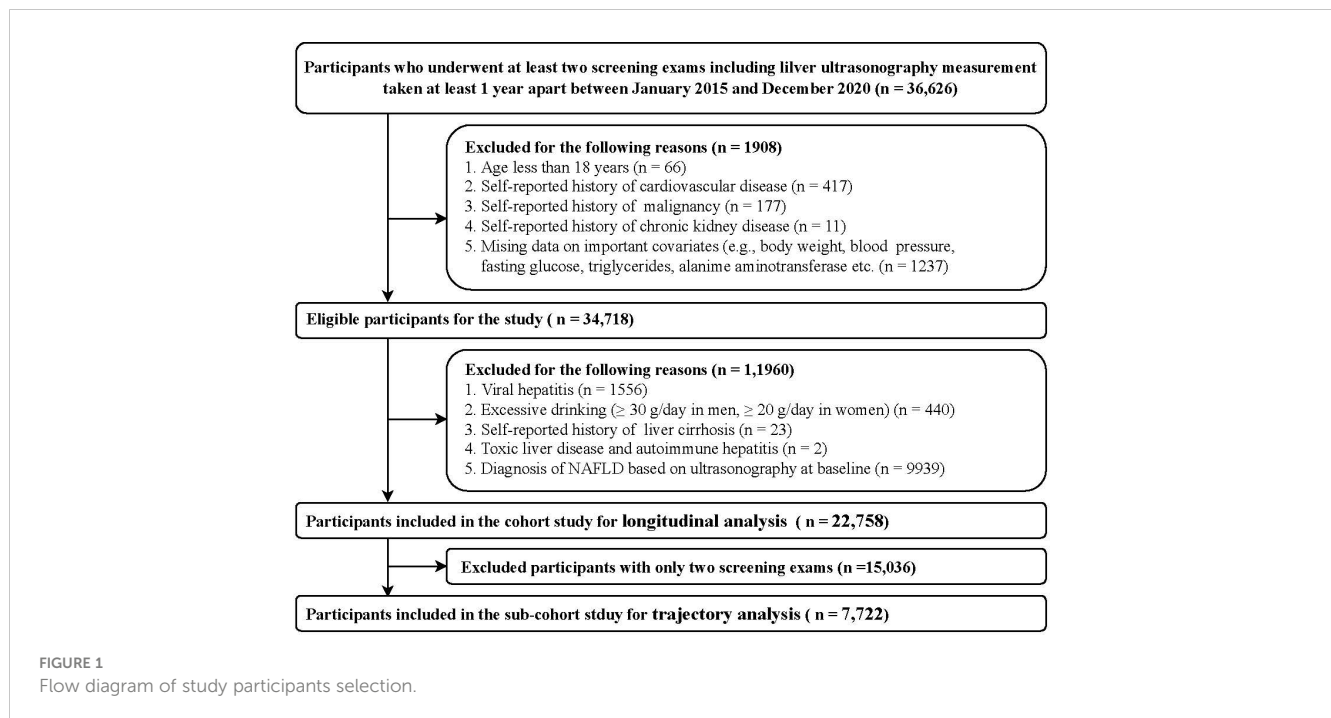 Participants who underwent at least two screening exams including lilver ultrasonography measurement
taken at least 1 year apart between January 2015 and December 2020 (n = 36,626)
Excluded for the following reasons (n = 1908)
1. Age less than 18 years (n = 66)
2. Self-reported history of cardiovascular disease (n = 417)
3. Self-reported history of malignancy (n = 177)
4. Self-reported history of chronic kidney disease (n = 11)
5. Mising data on important covariates (e.g., body weight, blood pressure,
fasting glucose, triglycerides, alanime aminotransferase etc. (n = 1237)
Eligible participants for the study ( n = 34,718)
Excluded for the following reasons (n = 1,1960)
1. Viral hepatitis (n = 1556)
2. Excessive drinking (≥ 30 g/day in men, ≥ 20 g/day in women) (n = 440)
3. Self-reported history of liver cirrhosis (n = 23)
4. Toxic liver disease and autoimmune hepatitis (n = 2)
5. Diagnosis of NAFLD based on ultrasonography at baseline (n = 9939)
Participants included in the cohort study for longitudinal analysis ( n = 22,758)
Excluded participants with only two screening exams (n =15,036)
Participants included in the sub-cohort stduy for trajectory analysis ( n = 7,722)
FIGURE 1
Flow diagram of study participants selection.